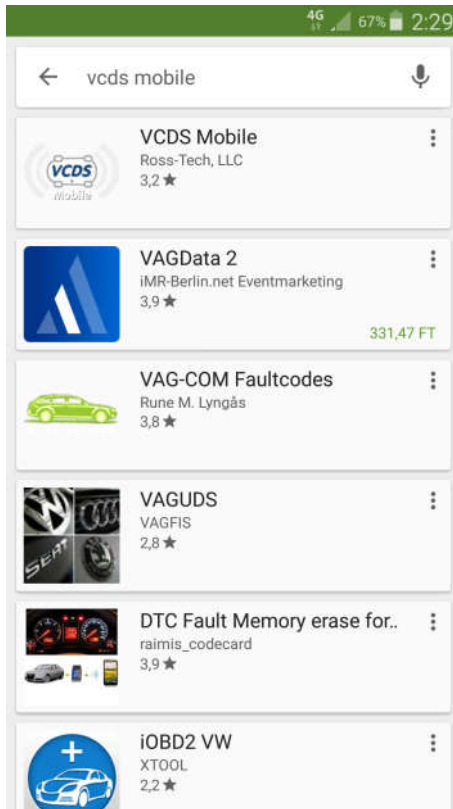 4G 67% 2:29
vcds mobile
VCDS Mobile
Ross-Tech, LLC
3,2 ★
VCDS
Mobile
VAGData 2
iMR-Berlin.net Eventmarketing
3,9 ★
331,47 FT
VAG-COM Faultcodes
Rune M. Lyngås
3,8 ★
VAGUDS
VAGFIS
2,8 ★
SEAT
DTC Fault Memory erase for..
raimis_codecard
3,9 ★
iOBD2 VW
XTOOL
2,2 ★